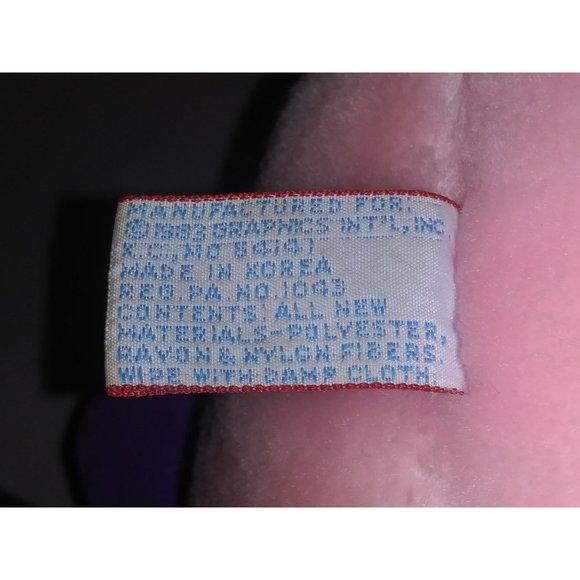 MANUFACTURED FOR:
©1983 GRAPHICS INT'L, INC.
K.C., MO 64141
MADE IN KOREA
REG. PA. NO. 1043
CONTENTS: ALL NEW
MATERIALS-POLYESTER,
RAYON & NYLON FIBERS.
WIPE WITH DAMP CLOTH.